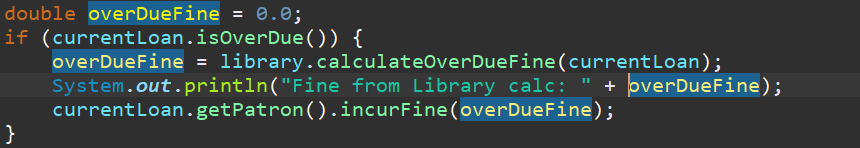 double overDueFine = 0.0;
if (currentLoan.isOverDue()) {
    overDueFine = library.calculateOverDueFine(currentLoan);
    System.out.println("Fine from Library calc: " + overDueFine);
    currentLoan.getPatron().incurFine(overDueFine);
}